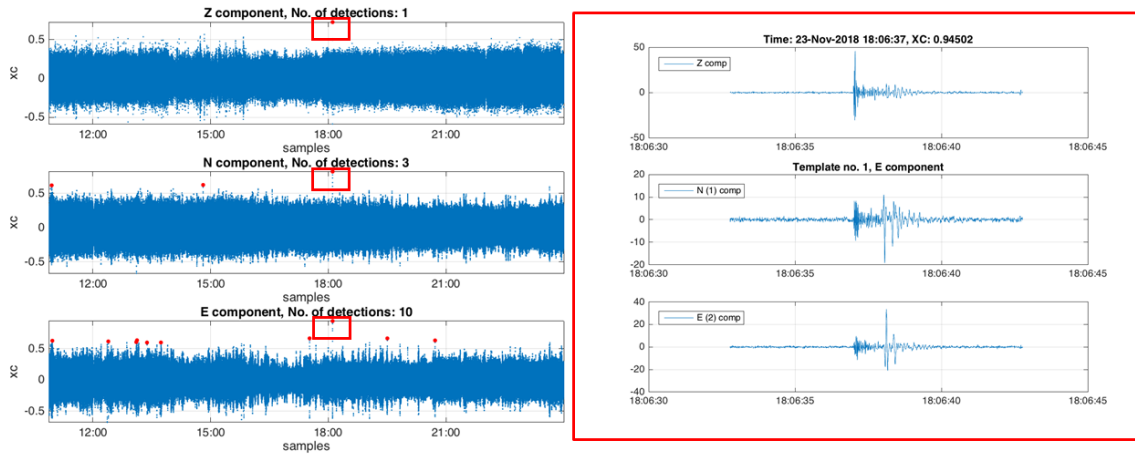 Z component, No. of detections: 1
xc
0.5
0
-0.5
12:00 15:00 18:00 21:00
samples
N component, No. of detections: 3
xc
0.5
0
-0.5
12:00 15:00 18:00 21:00
samples
E component, No. of detections: 10
xc
0.5
0
-0.5
12:00 15:00 18:00 21:00
samples
Time: 23-Nov-2018 18:06:37, XC: 0.94502
Z comp
50
0
50
18:06:30 18:06:35 18:06:40 18:06:45
Template no. 1, E component
N (1) comp
20
10
0
-10
-20
18:06:30 18:06:35 18:06:40 18:06:45
E (2) comp
40
20
0
-20
-40
18:06:30 18:06:35 18:06:40 18:06:45